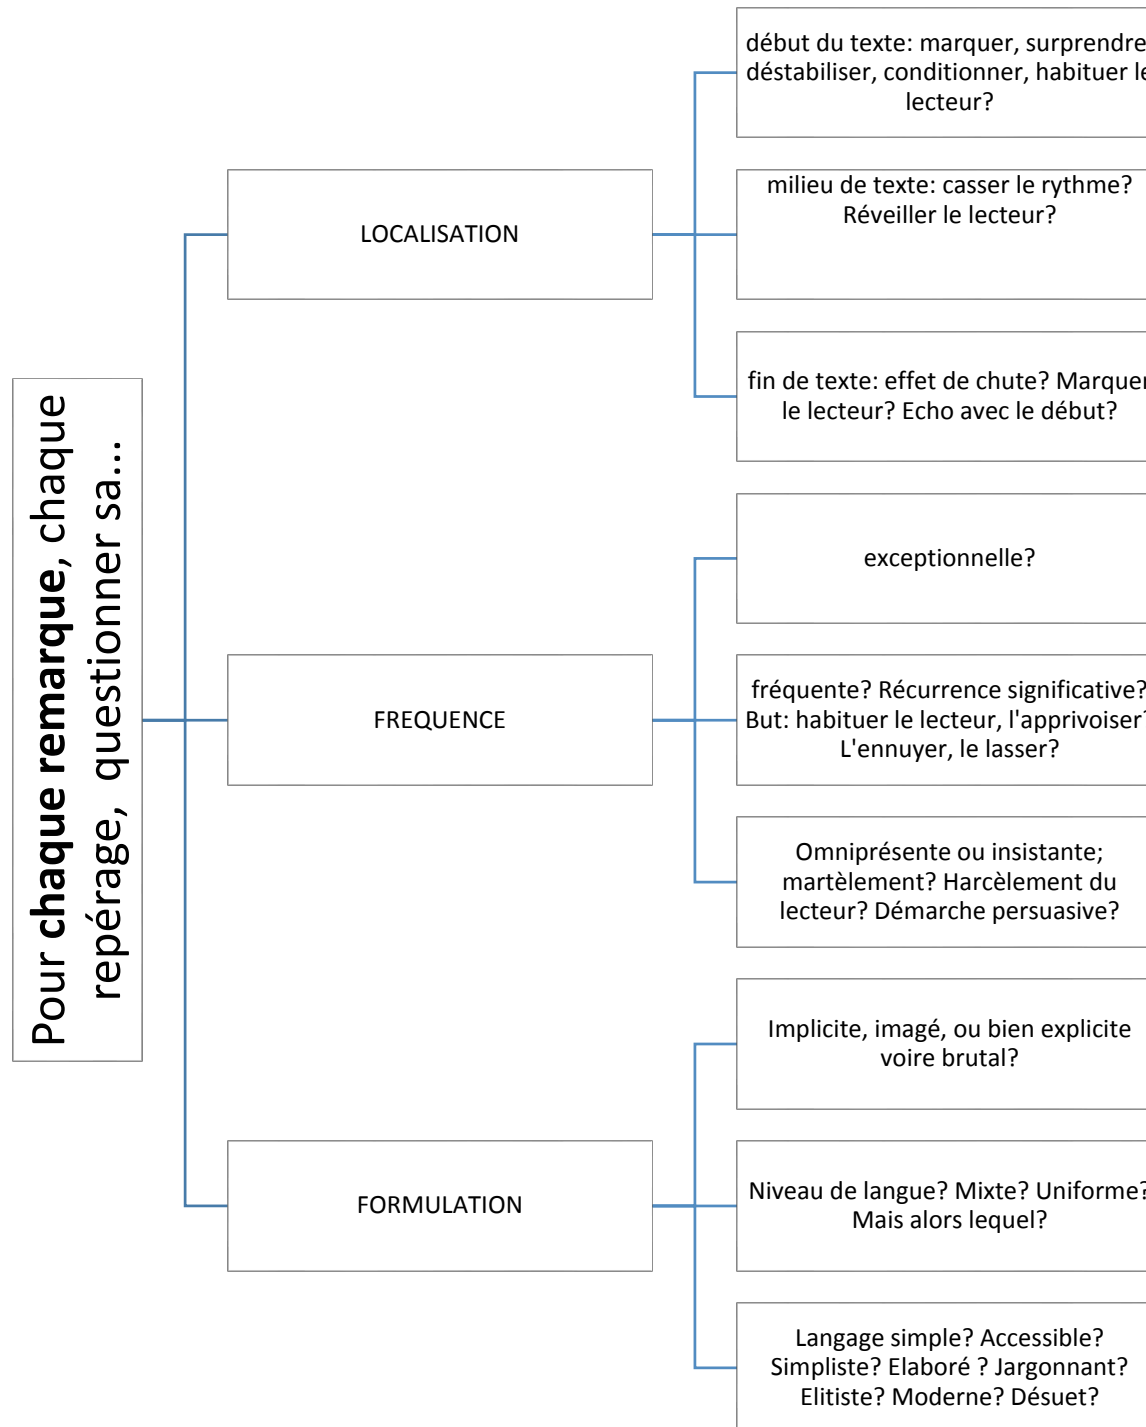 Pour chaque remarque, chaque
repérage, questionner sa...
LOCALISATION
début du texte: marquer, surprendre,
déstabiliser, conditionner, habituer le
lecteur?
milieu de texte: casser le rythme?
Réveiller le lecteur?
fin de texte: effet de chute? Marquer
le lecteur? Echo avec le début?
FREQUENCE
exceptionnelle?
fréquente? Récurrence significative?
But: habituer le lecteur, l'apprivoiser?
L'ennuyer, le lasser?
Omniprésente ou insistante;
martèlement? Harcèlement du
lecteur? Démarche persuasive?
FORMULATION
Implicite, imagé, ou bien explicite
voire brutal?
Niveau de langue? Mixte? Uniforme?
Mais alors lequel?
Langage simple? Accessible?
Simpliste? Elaboré ? Jargonnant?
Elitiste? Moderne? Désuet?